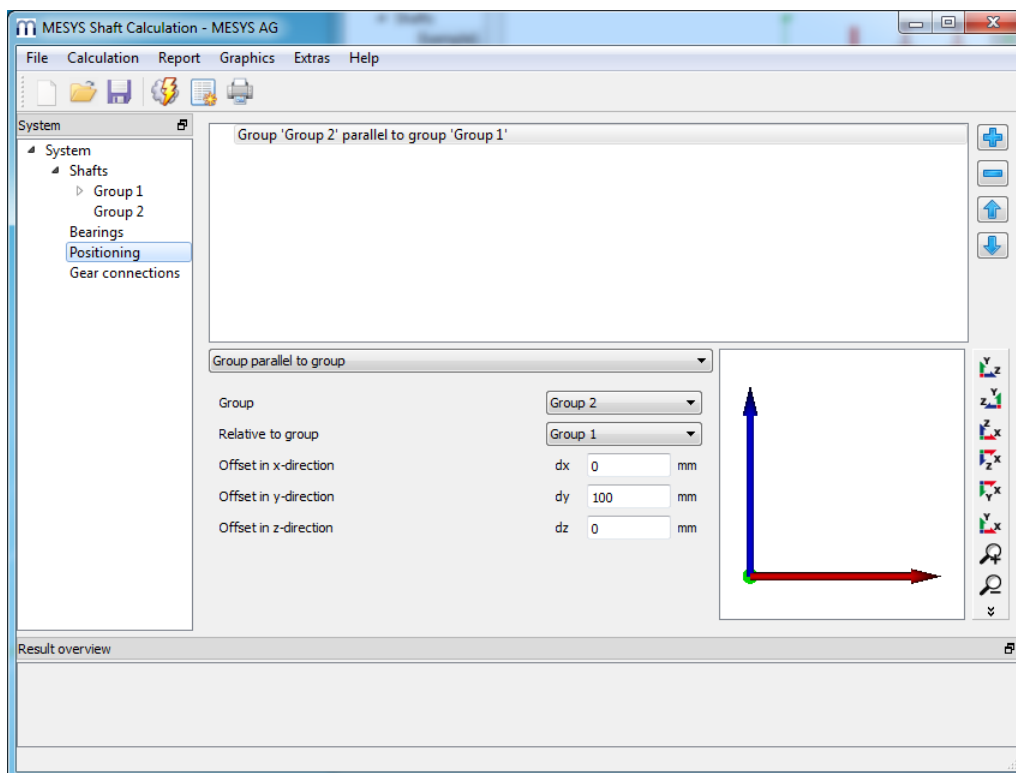 MESYS Shaft Calculation - MESYS AG
File Calculation Report Graphics Extras Help
System
System
Shafts
Group 1
Group 2
Bearings
Positioning
Gear connections
Group 'Group 2' parallel to group 'Group 1'
Group parallel to group
Group Group 2
Relative to group Group 1
Offset in x-direction dx 0 mm
Offset in y-direction dy 100 mm
Offset in z-direction dz 0 mm
Y z
z Y
z x
x z
x Y
Y x
Result overview